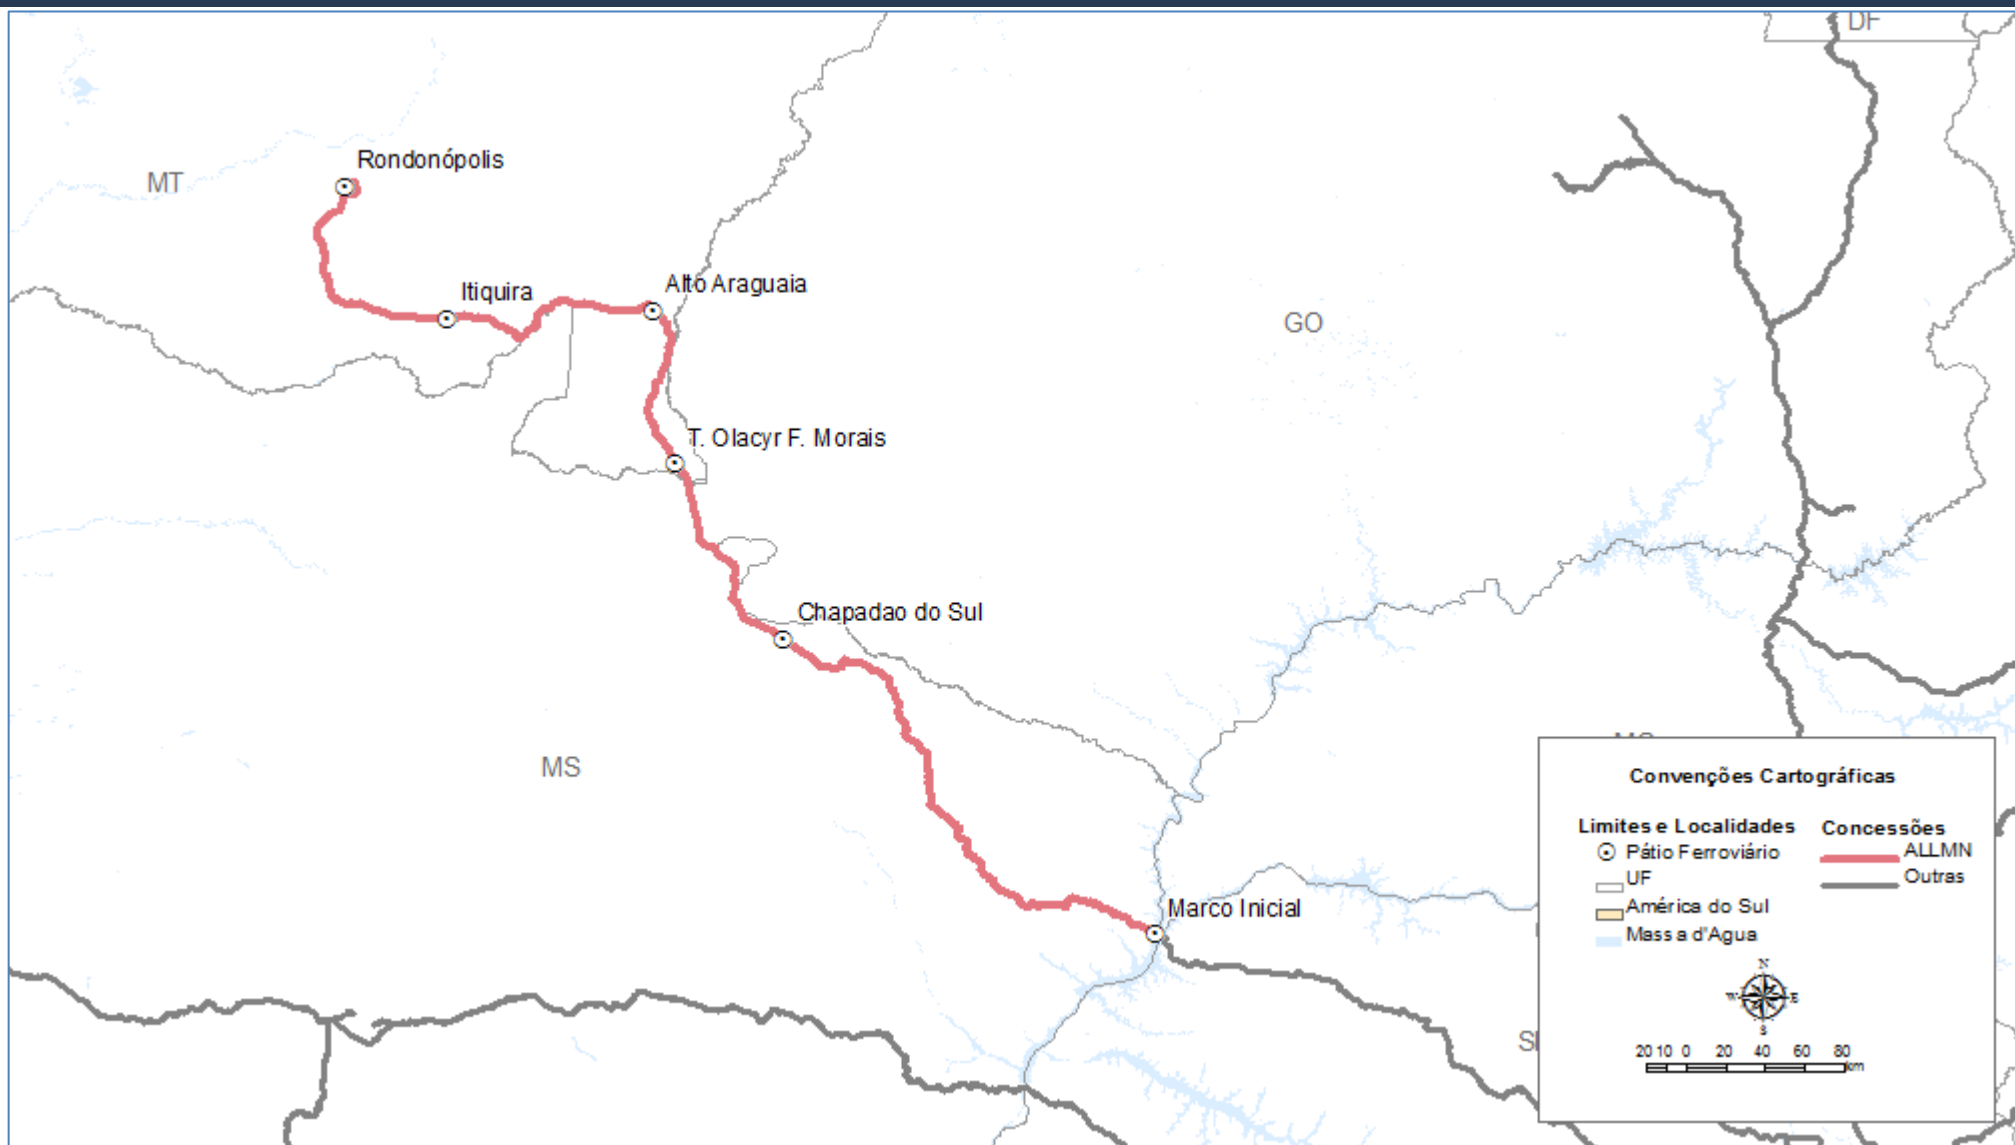 DF
Rondonópolis
MT
Itiquira
Alto Araguaia
GO
T. Olacyr F. Morais
Chapadao do Sul
MS
Marco Inicial
Convenções Cartográficas
Limites e Localidades
Pátio Ferroviário
UF
América do Sul
Massa d'Agua
Concessões
ALLMN
Outras
N
W E
S
20 10 0 20 40 60 80
km